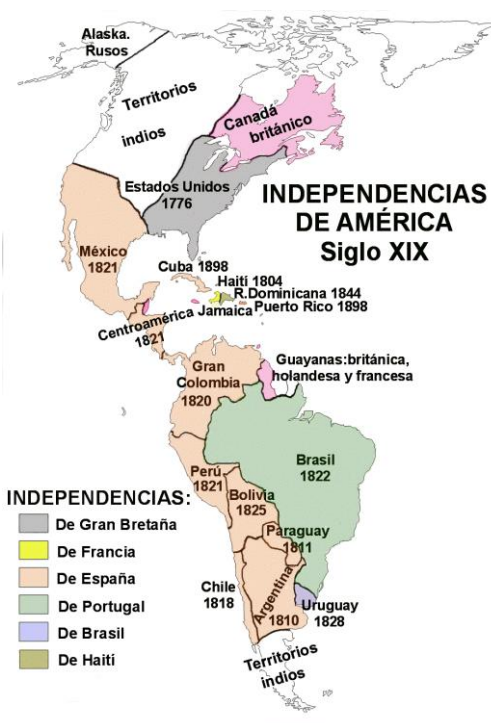 Alaska.
Rusos
Territorios
indios
Canadá
británico
Estados Unidos
1776
INDEPENDENCIAS
DE AMÉRICA
Siglo XIX
México
1821
Cuba 1898
Haití 1804
R.Dominicana 1844
Jamaica
Puerto Rico 1898
Centroamérica
1821
Gran
Colombia
1820
Guayanas:británica,
holandesa y francesa
Brasil
1822
Perú
1821
Bolivia
1825
Paraguay
1811
Chile
1818
Argentina
1810
Uruguay
1828
Territorios
indios
INDEPENDENCIAS:
De Gran Bretaña
De Francia
De España
De Portugal
De Brasil
De Haití